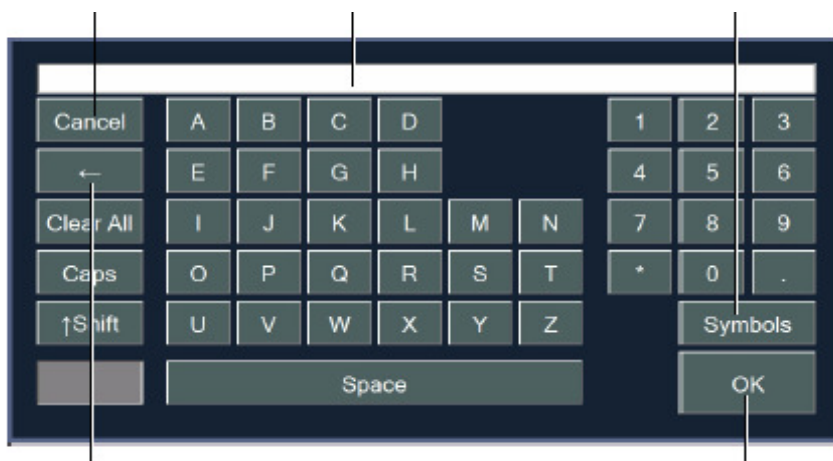 Cancel A B C D 1 2 3
← E F G H 4 5 6
Clear All I J K L M N 7 8 9
Caps O P Q R S T * 0 .
↑Shift U V W X Y Z Symbols
Space OK